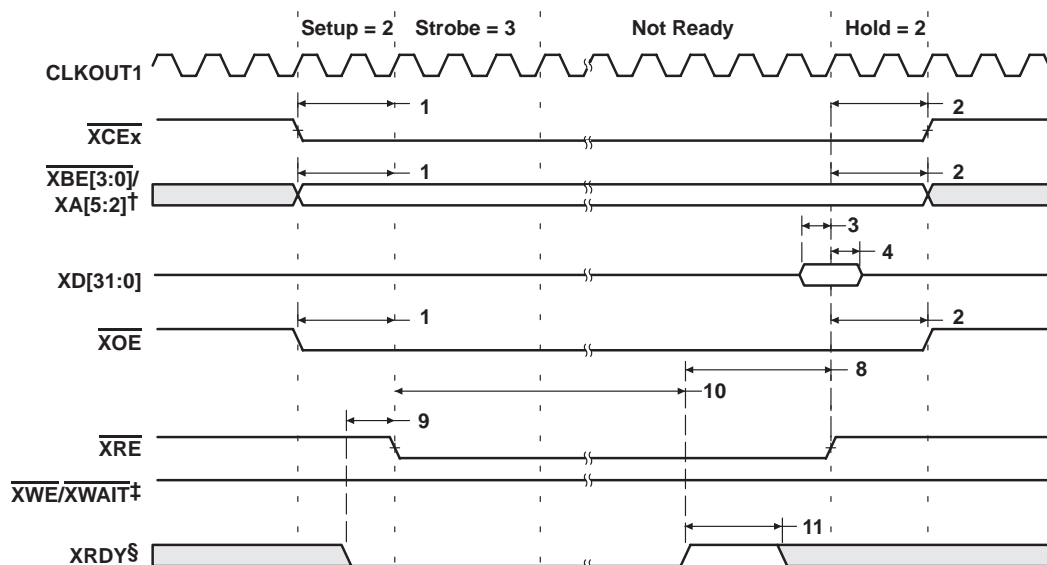 Setup = 2 Strobe = 3 Not Ready Hold = 2
CLKOUT1
1 2
XCEx
XBE[3:0]/
XA[5:2]†
1 2
3
4
XD[31:0]
1 2
XOE
8
10
9
XRE
XWE/XWAIT‡
11
XRDY§